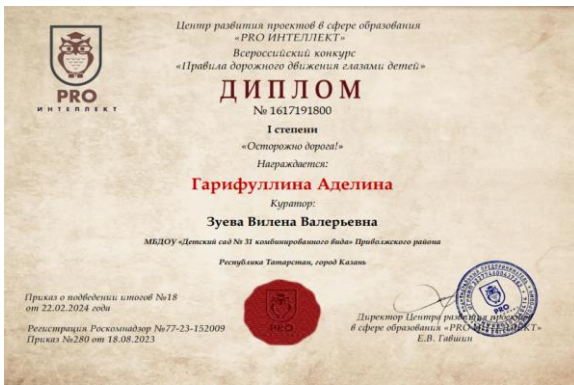 Центр развития проектов в сфере образования
«PRO ИНТЕЛЛЕКТ»
Всероссийский конкурс
«Правила дорожного движения глазами детей»
PRO
ИНТЕЛЛЕКТ
ДИПЛОМ
№ 1617191800
I степени
«Осторожно дорога!»
Награждается:
Гарифуллина Аделина
Куратор:
Зуева Вилена Валерьевна
МБДОУ «Детский сад № 31 комбинированного вида» Приволжского района
Республика Татарстан, город Казань
Приказ о подведении итогов №18
от 22.02.2024 года
Регистрация Роскомнадзор №77-23-152009
Приказ №280 от 18.08.2023
PRO
Директор Центра развития проектов
в сфере образования «PRO ИНТЕЛЛЕКТ»
Е.В. Гавшин
PRO